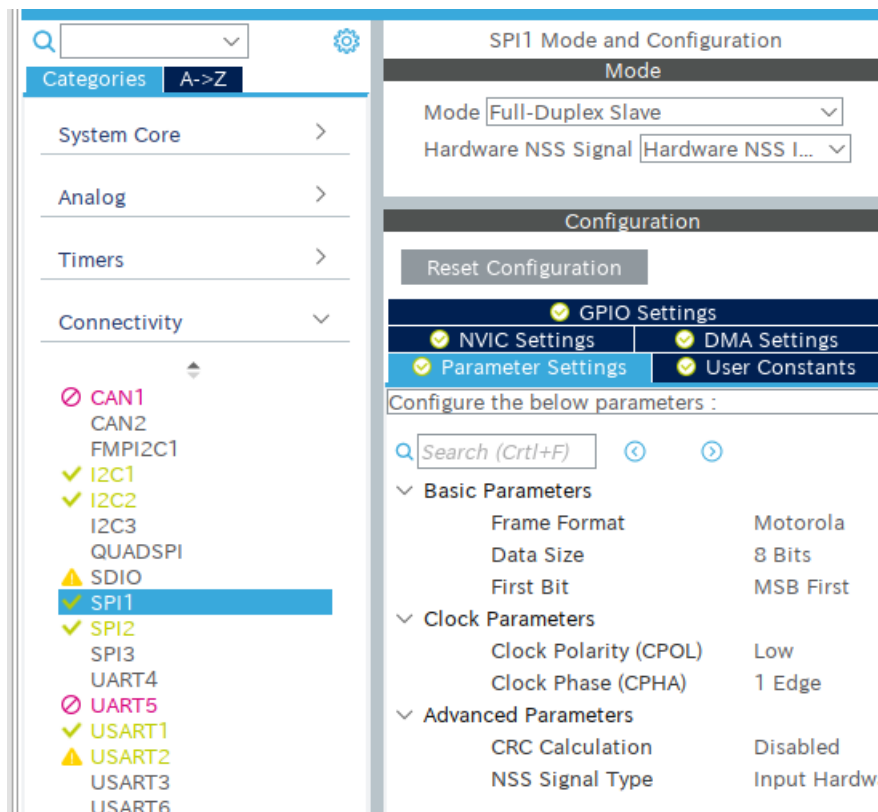 Categories A->Z
System Core
Analog
Timers
Connectivity
CAN1
CAN2
FMPI2C1
I2C1
I2C2
I2C3
QUADSPI
SDIO
SPI1
SPI2
SPI3
UART4
UART5
USART1
USART2
USART3
USART6
SPI1 Mode and Configuration
Mode
Mode Full-Duplex Slave
Hardware NSS Signal Hardware NSS I...
Configuration
Reset Configuration
GPIO Settings
NVIC Settings DMA Settings
Parameter Settings User Constants
Configure the below parameters :
Search (Crtl+F)
Basic Parameters
Frame Format Motorola
Data Size 8 Bits
First Bit MSB First
Clock Parameters
Clock Polarity (CPOL) Low
Clock Phase (CPHA) 1 Edge
Advanced Parameters
CRC Calculation Disabled
NSS Signal Type Input Hardw